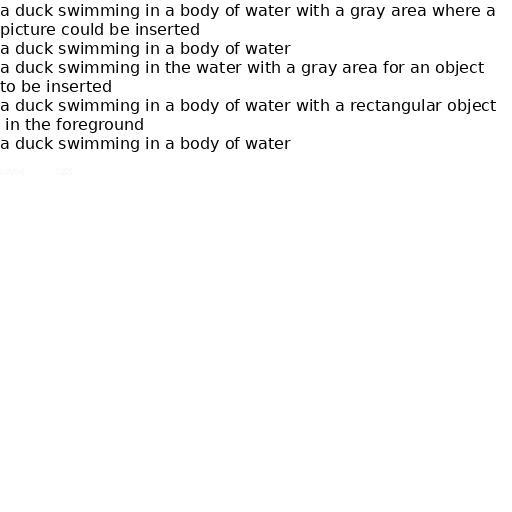 a duck swimming in a body of water with a gray area where a
picture could be inserted
a duck swimming in a body of water
a duck swimming in the water with a gray area for an object
to be inserted
a duck swimming in a body of water with a rectangular object
in the foreground
a duck swimming in a body of water